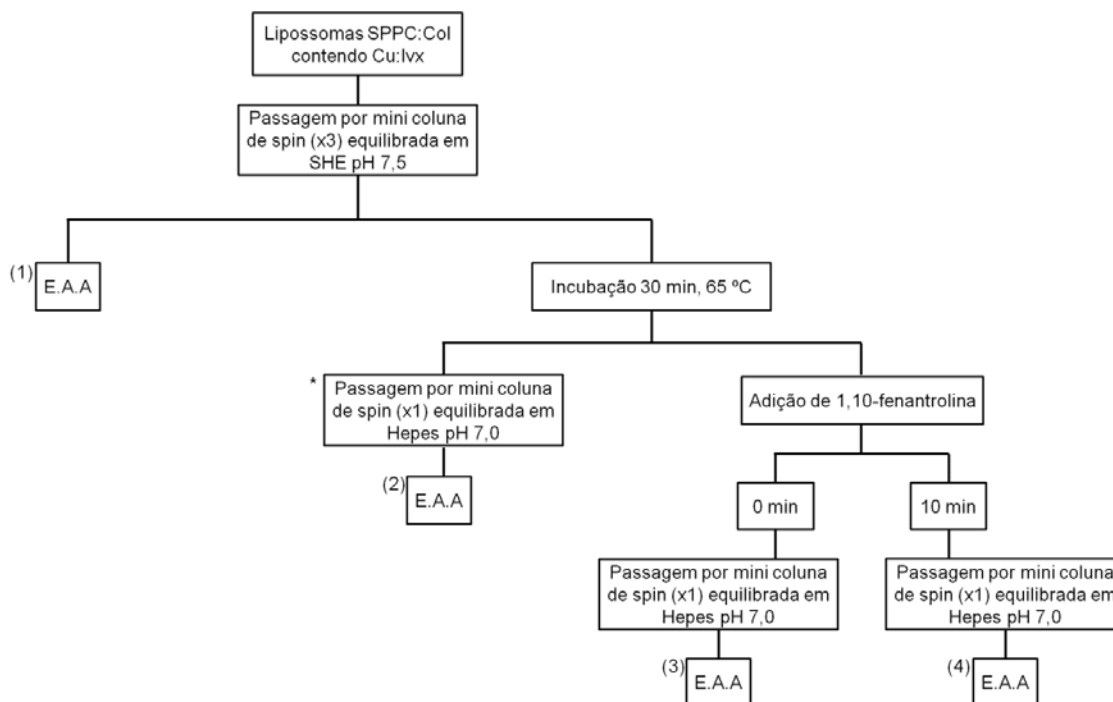 Lipossomas SPPC:Col
contendo Cu:Ivx
Passagem por mini coluna
de spin (x3) equilibrada em
SHE pH 7,5
(1)
E.A.A
Incubação 30 min, 65 ºC
*
Passagem por mini coluna
de spin (x1) equilibrada em
Hepes pH 7,0
(2)
E.A.A
Adição de 1,10-fenantrolina
0 min
10 min
Passagem por mini coluna
de spin (x1) equilibrada em
Hepes pH 7,0
Passagem por mini coluna
de spin (x1) equilibrada em
Hepes pH 7,0
(3)
E.A.A
(4)
E.A.A